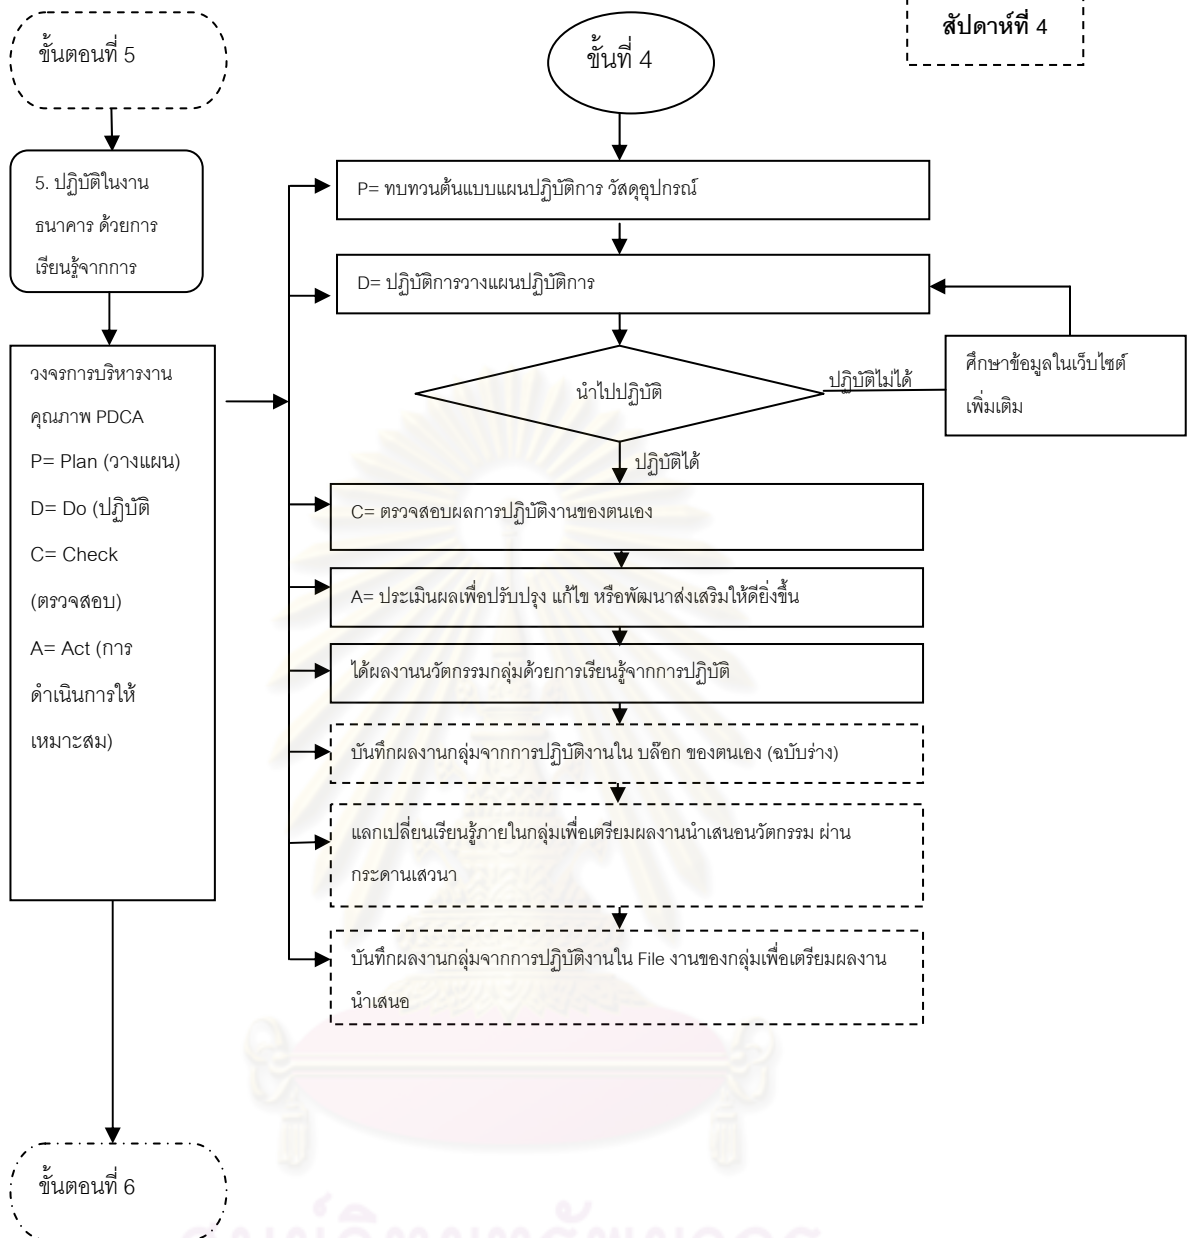 ขั้นตอนที่ 5
ขั้นที่ 4
สัปดาห์ที่ 4
5. ปฏิบัติในงาน
ธนาคาร ด้วยการ
เรียนรู้จากการ
P= ทบทวนต้นแบบแผนปฏิบัติการ วัสดุอุปกรณ์
D= ปฏิบัติการวางแผนปฏิบัติการ
วงจรการบริหารงาน
คุณภาพ PDCA
P= Plan (วางแผน)
D= Do (ปฏิบัติ
C= Check
(ตรวจสอบ)
A= Act (การ
ดำเนินการให้
เหมาะสม)
นำไปปฏิบัติ
ปฏิบัติไม่ได้
ศึกษาข้อมูลในเว็บไซต์
เพิ่มเติม
ปฏิบัติได้
C= ตรวจสอบผลการปฏิบัติงานของตนเอง
A= ประเมินผลเพื่อปรับปรุง แก้ไข หรือพัฒนาส่งเสริมให้ดียิ่งขึ้น
ได้ผลงานนวัตกรรมกลุ่มด้วยการเรียนรู้จากการปฏิบัติ
บันทึกผลงานกลุ่มจากการปฏิบัติงานใน บล๊อก ของตนเอง (ฉบับร่าง)
แลกเปลี่ยนเรียนรู้ภายในกลุ่มเพื่อเตรียมผลงานนำเสนอนวัตกรรม ผ่าน
กระดานเสวนา
บันทึกผลงานกลุ่มจากการปฏิบัติงานใน File งานของกลุ่มเพื่อเตรียมผลงาน
นำเสนอ
ขั้นตอนที่ 6